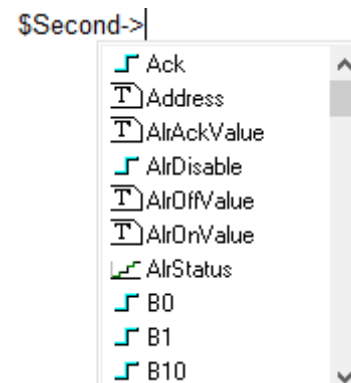 $Second->
Ack
Address
AlrAckValue
AlrDisable
AlrOffValue
AlrOnValue
AlrStatus
B0
B1
B10